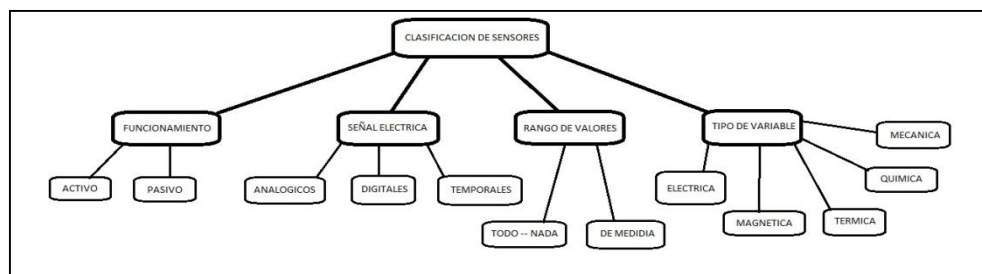 CLASIFICACION DE SENSORES
FUNCIONAMIENTO
SEÑAL ELECTRICA
RANGO DE VALORES
TIPO DE VARIABLE
MECANICA
ACTIVO
PASIVO
ANALOGICOS
DIGITALES
TEMPORALES
ELECTRICA
QUIMICA
TODO -- NADA
DE MEDIDIA
MAGNETICA
TERMICA